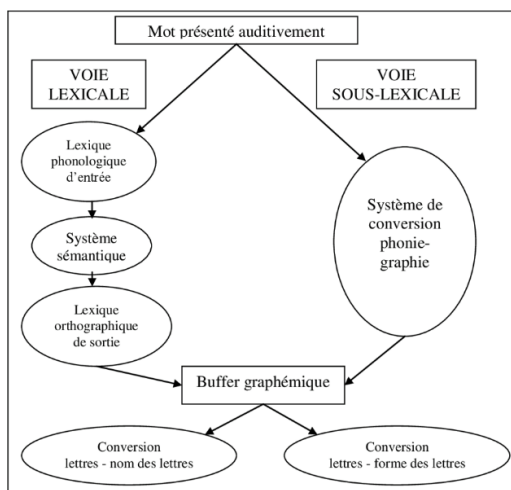 Mot présenté auditivement
VOIE
LEXICALE
VOIE
SOUS-LEXICALE
Lexique
phonologique
d'entrée
Système
sémantique
Lexique
orthographique
de sortie
Système de
conversion
phonie-
graphie
Buffer graphémique
Conversion
lettres - nom des lettres
Conversion
lettres - forme des lettres